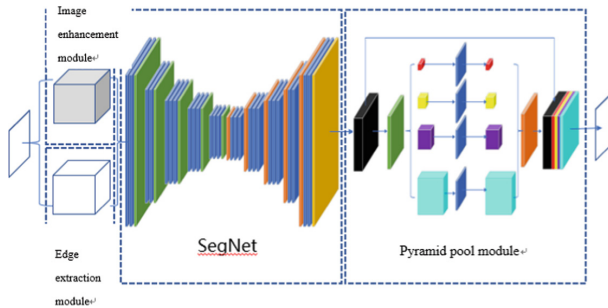 Image
enhancement
module↵
SegNet
Pyramid pool module↵
Edge
extraction
module↵